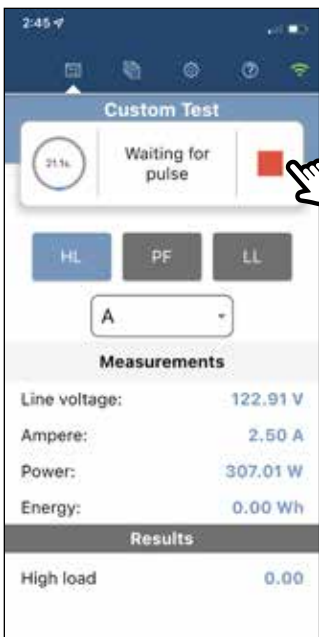 2:45
Custom Test
21.1s.
Waiting for
pulse
HL PF LL
A
Measurements
Line voltage: 122.91 V
Ampere: 2.50 A
Power: 307.01 W
Energy: 0.00 Wh
Results
High load 0.00